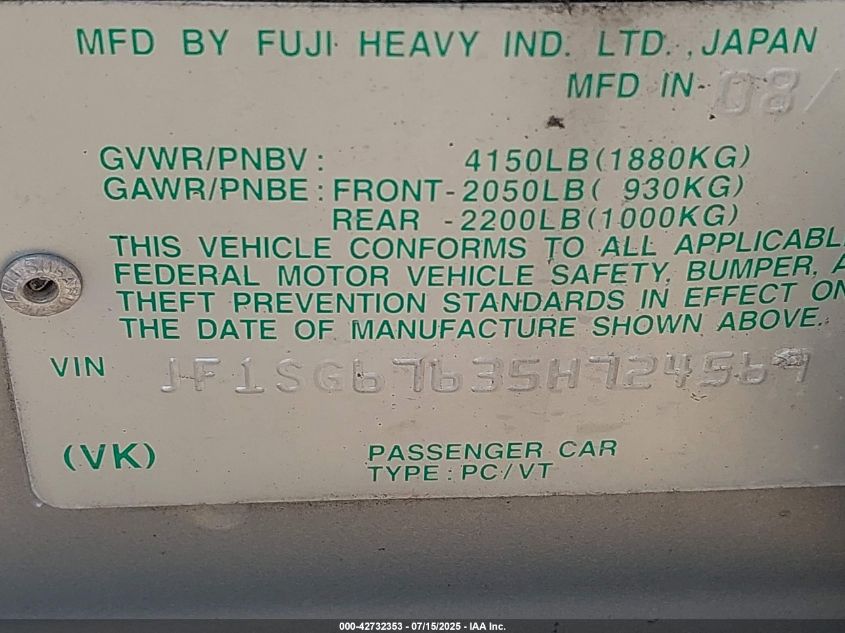 MFD BY FUJI HEAVY IND. LTD., JAPAN
MFD IN- 08/
GVWR/PNBV: 4150LB(1880KG)
GAWR/PNBE: FRONT-2050LB( 930KG)
REAR -2200LB(1000KG)
THIS VEHICLE CONFORMS TO ALL APPLICABL
FEDERAL MOTOR VEHICLE SAFETY, BUMPER, A
THEFT PREVENTION STANDARDS IN EFFECT ON
THE DATE OF MANUFACTURE SHOWN ABOVE.
VIN JF1SG67635H724569
(VK) PASSENGER CAR
TYPE: PC/VT
000-42732353 - 07/15/2025 - IAA Inc.